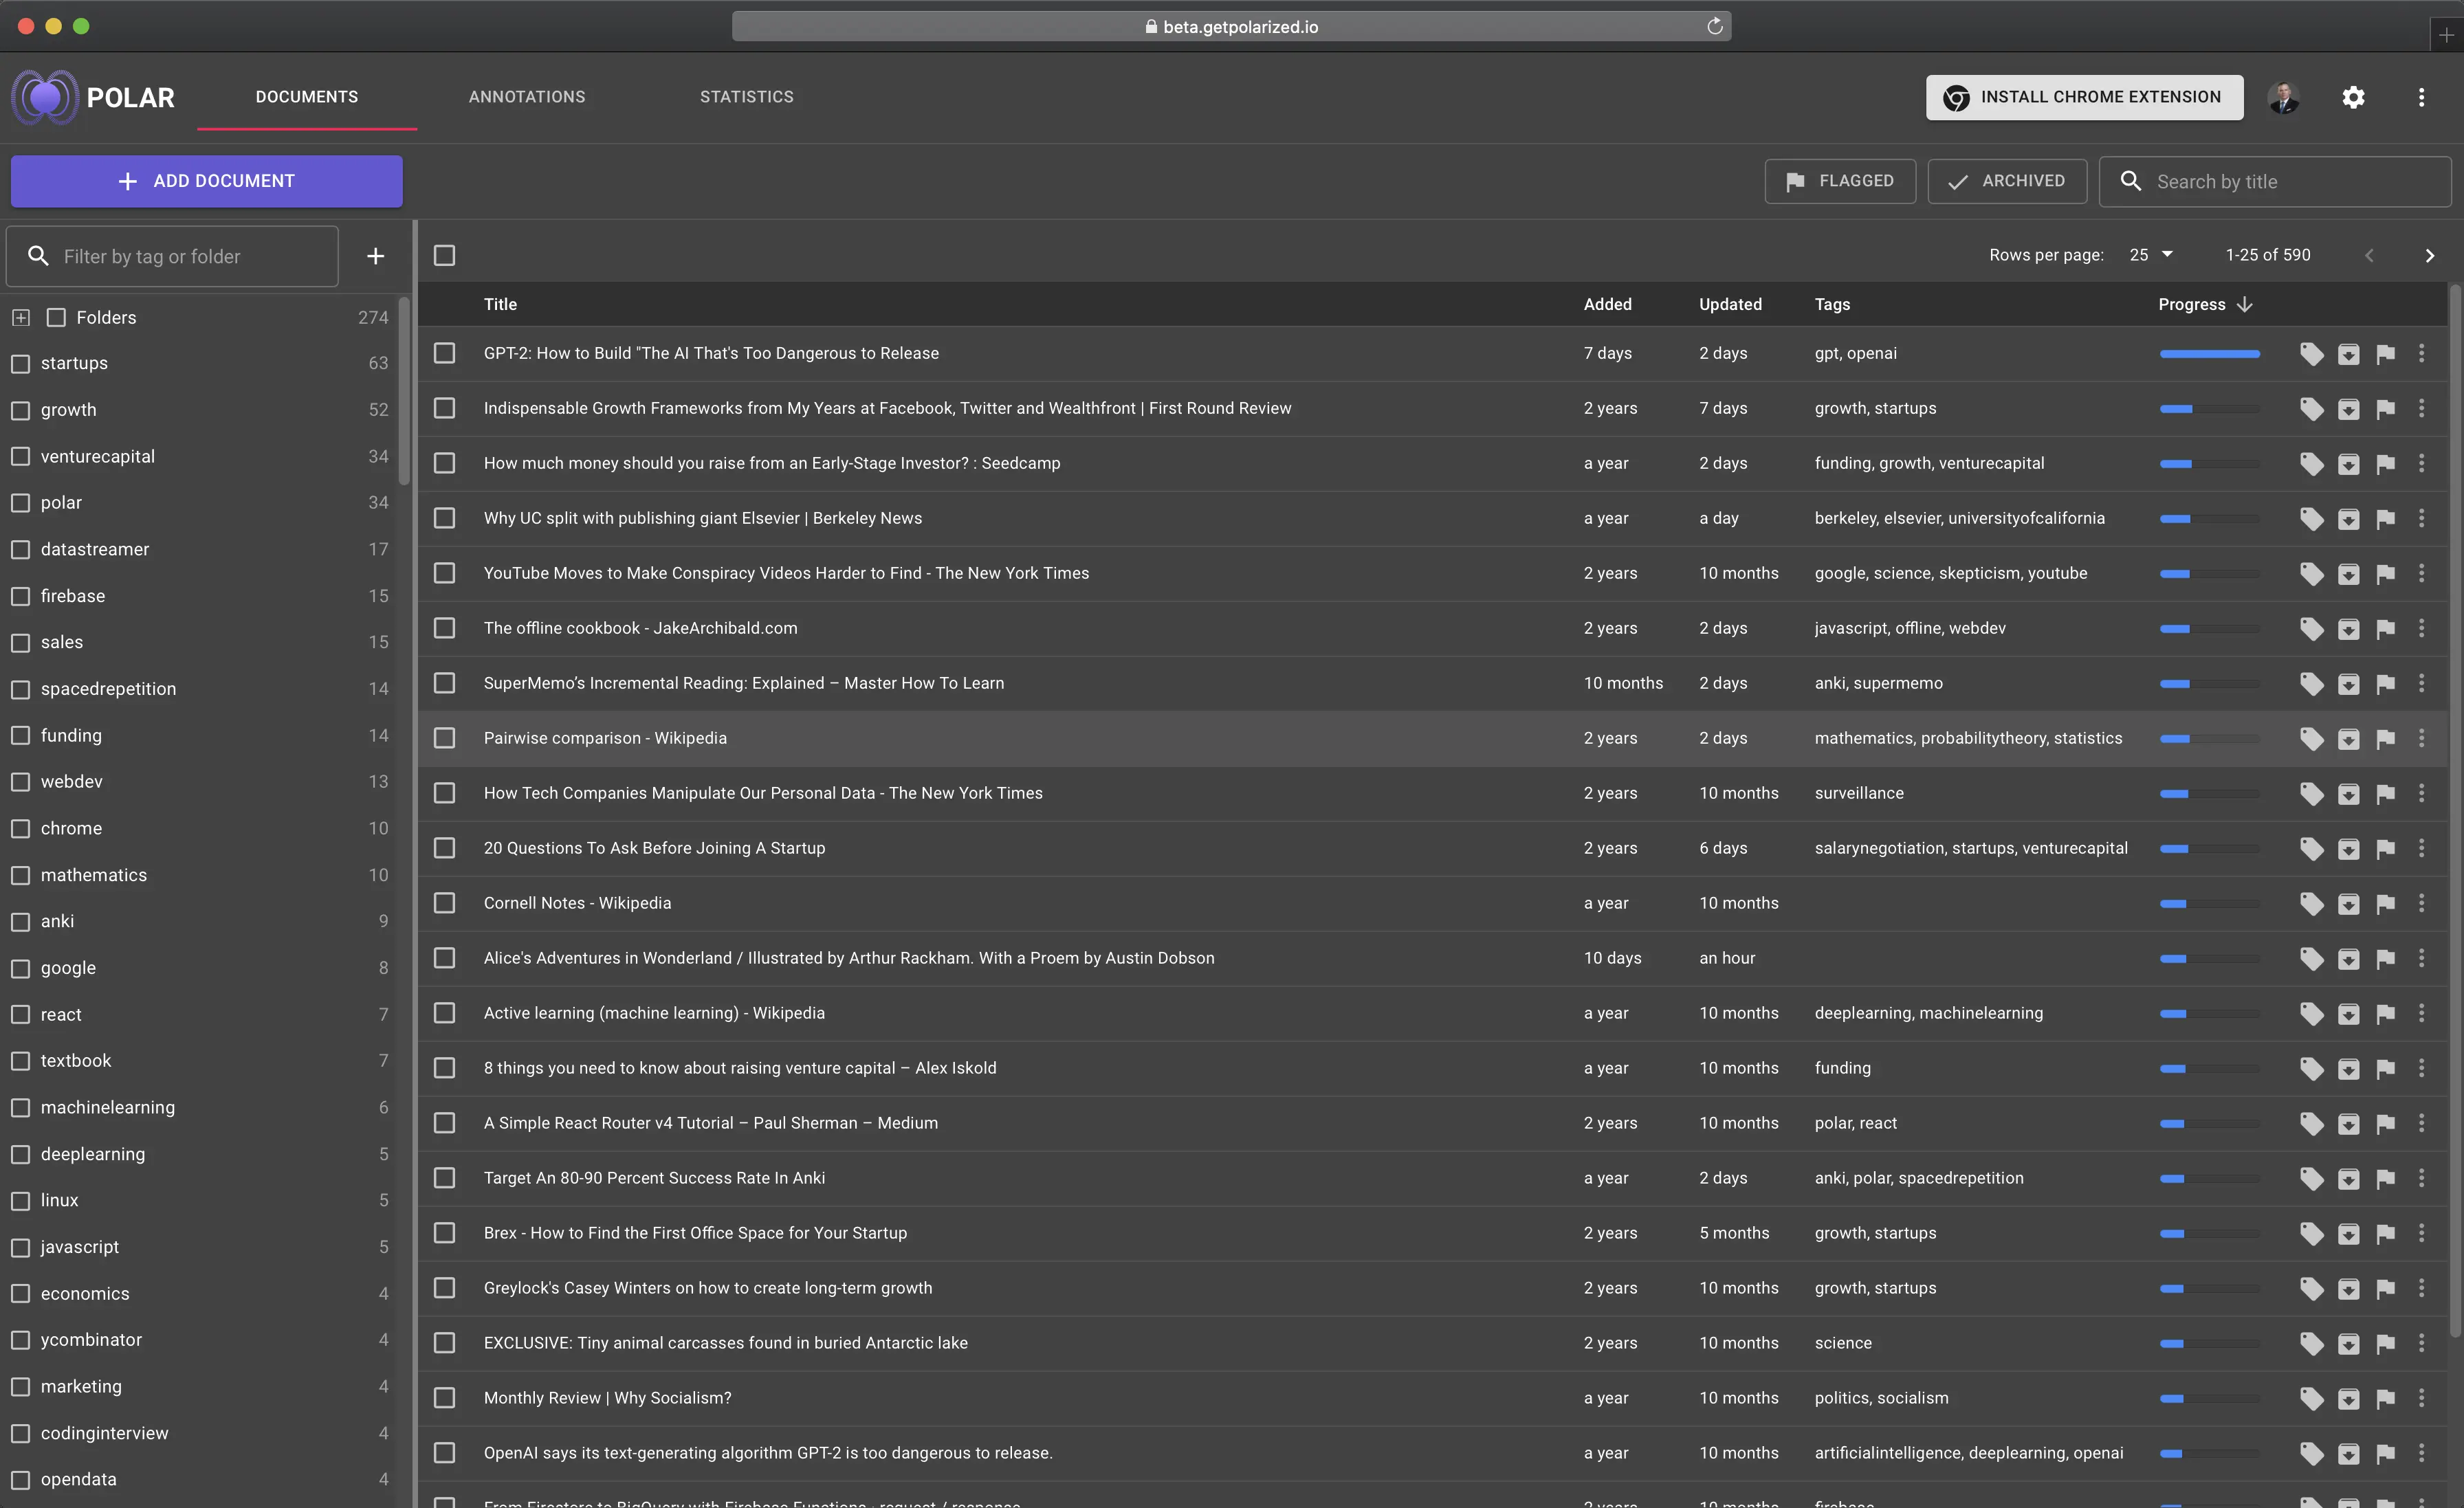 beta.getpolarized.io
POLAR
DOCUMENTS
ANNOTATIONS
STATISTICS
INSTALL CHROME EXTENSION
ADD DOCUMENT
FLAGGED
ARCHIVED
Search by title
Filter by tag or folder
Rows per page: 25
1-25 of 590
Folders 274
startups 63
growth 52
venturecapital 34
polar 34
datastreamer 17
firebase 15
sales 15
spacedrepetition 14
funding 14
webdev 13
chrome 10
mathematics 10
anki 9
google 8
react 7
textbook 7
machinelearning 6
deeplearning 5
linux 5
javascript 5
economics 4
ycombinator 4
marketing 4
codinginterview 4
opendata 4
Title Added Updated Tags Progress
GPT-2: How to Build "The AI That's Too Dangerous to Release 7 days 2 days gpt, openai
Indispensable Growth Frameworks from My Years at Facebook, Twitter and Wealthfront | First Round Review 2 years 7 days growth, startups
How much money should you raise from an Early-Stage Investor? : Seedcamp a year 2 days funding, growth, venturecapital
Why UC split with publishing giant Elsevier | Berkeley News a year a day berkeley, elsevier, universityofcalifornia
YouTube Moves to Make Conspiracy Videos Harder to Find - The New York Times 2 years 10 months google, science, skepticism, youtube
The offline cookbook - JakeArchibald.com 2 years 2 days javascript, offline, webdev
SuperMemo’s Incremental Reading: Explained – Master How To Learn 10 months 2 days anki, supermemo
Pairwise comparison - Wikipedia 2 years 2 days mathematics, probabilitytheory, statistics
How Tech Companies Manipulate Our Personal Data - The New York Times 2 years 10 months surveillance
20 Questions To Ask Before Joining A Startup 2 years 6 days salarynegotiation, startups, venturecapital
Cornell Notes - Wikipedia a year 10 months
Alice's Adventures in Wonderland / Illustrated by Arthur Rackham. With a Proem by Austin Dobson 10 days an hour
Active learning (machine learning) - Wikipedia a year 10 months deeplearning, machinelearning
8 things you need to know about raising venture capital – Alex Iskold a year 10 months funding
A Simple React Router v4 Tutorial – Paul Sherman – Medium 2 years 10 months polar, react
Target An 80-90 Percent Success Rate In Anki a year 2 days anki, polar, spacedrepetition
Brex - How to Find the First Office Space for Your Startup 2 years 5 months growth, startups
Greylock's Casey Winters on how to create long-term growth 2 years 10 months growth, startups
EXCLUSIVE: Tiny animal carcasses found in buried Antarctic lake 2 years 10 months science
Monthly Review | Why Socialism? a year 10 months politics, socialism
OpenAI says its text-generating algorithm GPT-2 is too dangerous to release. a year 10 months artificialintelligence, deeplearning, openai
From Firestore to BigQuery with Firebase Functions - request / response 2 years 10 months firebase